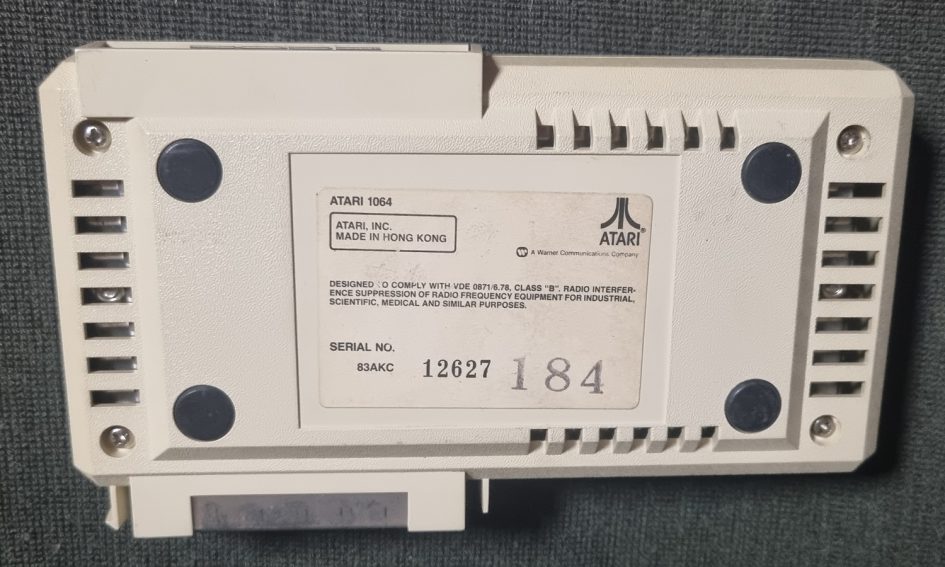 ATARI 1064
ATARI, INC.
MADE IN HONG KONG
ATARI®
A Warner Communications Company
DESIGNED TO COMPLY WITH VDE 0871/6.78, CLASS "B". RADIO INTERFER-
ENCE SUPPRESSION OF RADIO FREQUENCY EQUIPMENT FOR INDUSTRIAL,
SCIENTIFIC, MEDICAL AND SIMILAR PURPOSES.
SERIAL NO.
83AKC 12627 184